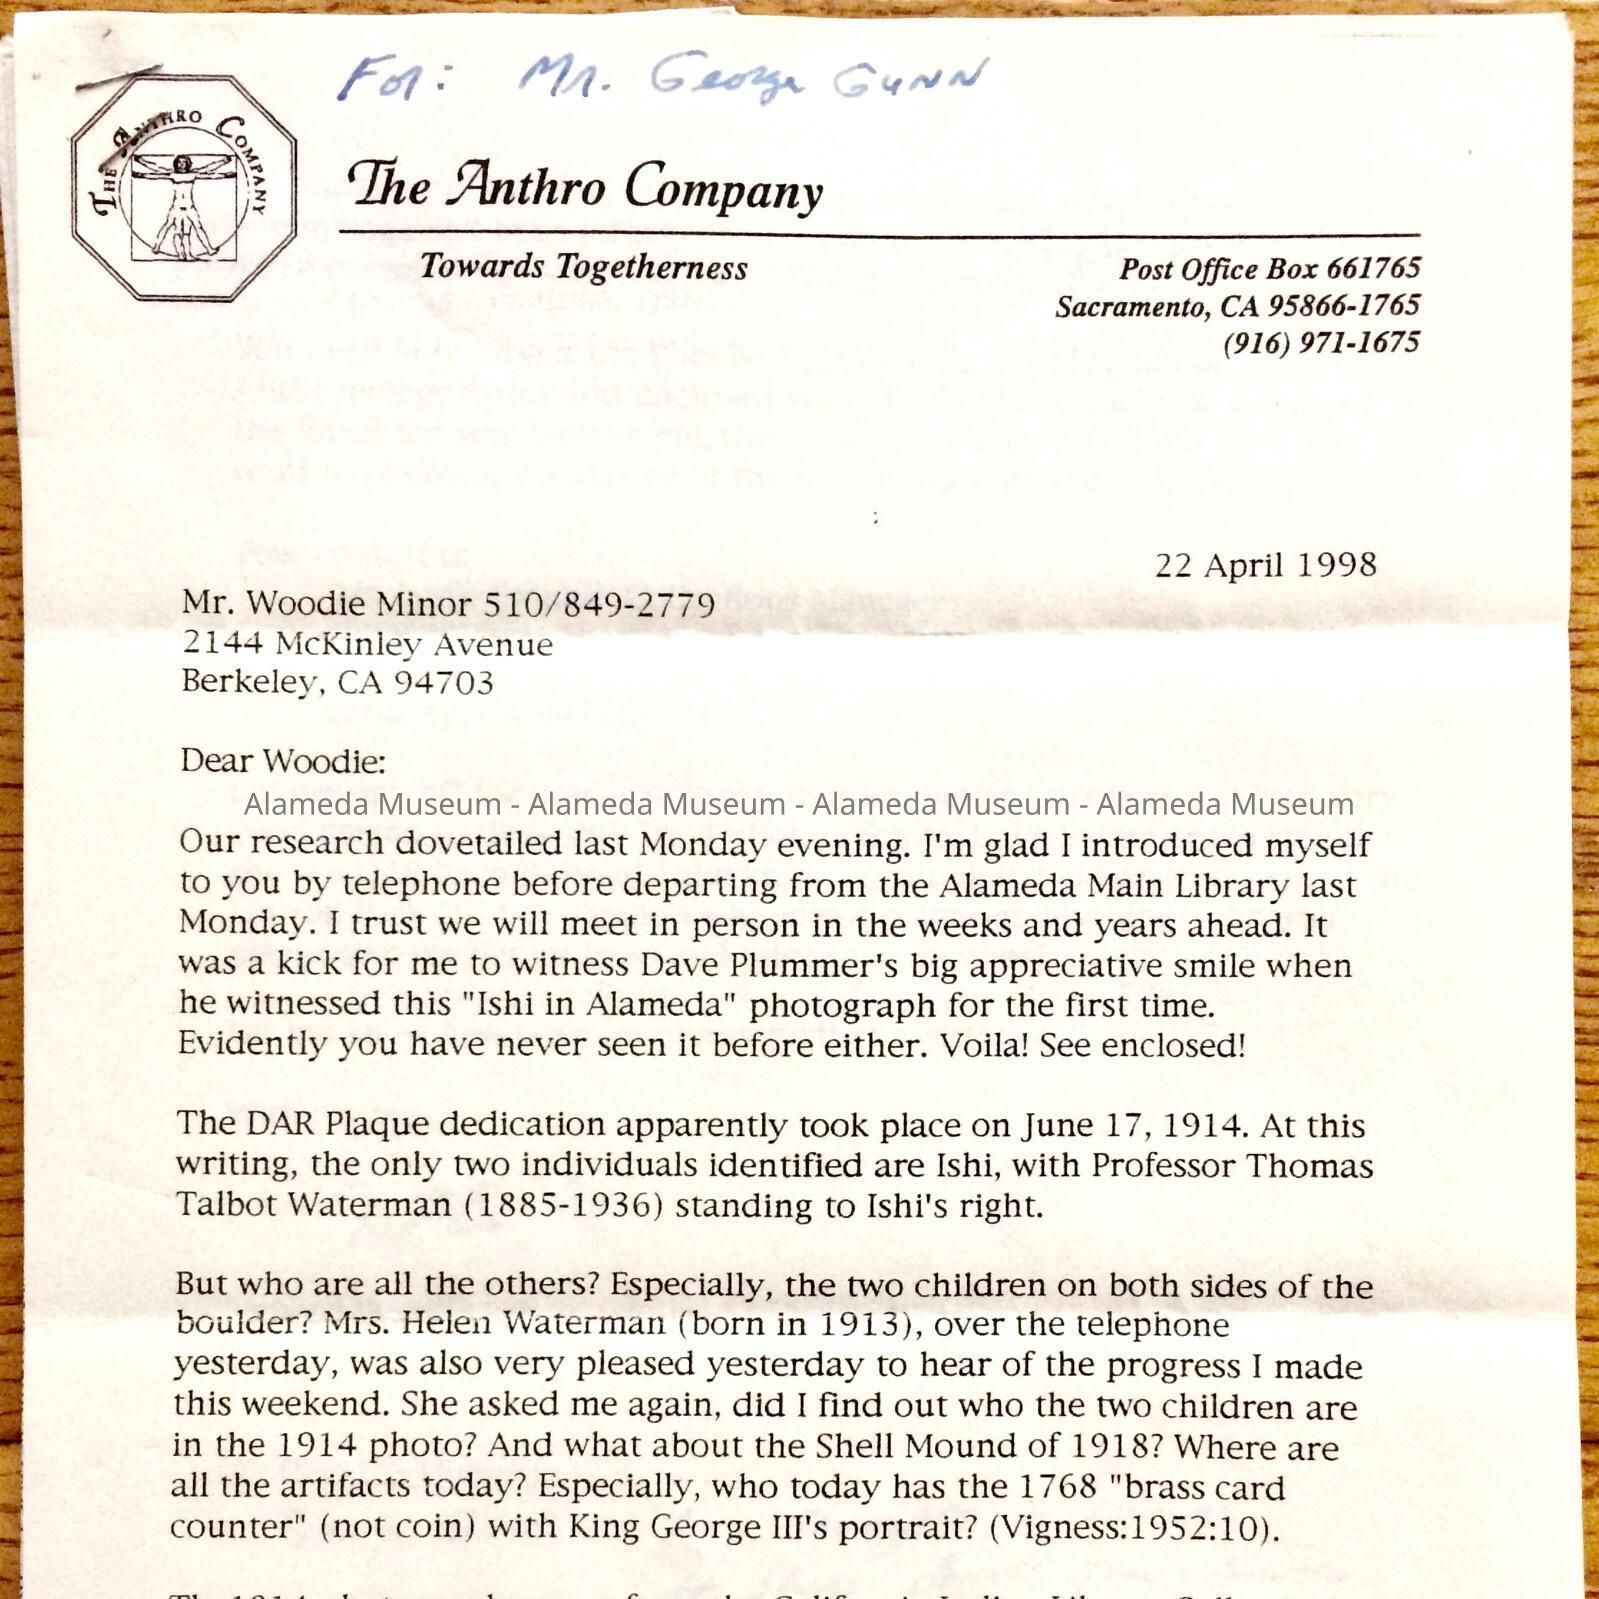 For: Mr. George Gunn
The Anthro Company
The Anthro Company
Towards Togetherness
Post Office Box 661765
Sacramento, CA 95866-1765
(916) 971-1675
22 April 1998
Mr. Woodie Minor 510/849-2779
2144 McKinley Avenue
Berkeley, CA 94703
Dear Woodie:
Alameda Museum - Alameda Museum - Alameda Museum - Alameda Museum
Our research dovetailed last Monday evening. I'm glad I introduced myself
to you by telephone before departing from the Alameda Main Library last
Monday. I trust we will meet in person in the weeks and years ahead. It
was a kick for me to witness Dave Plummer's big appreciative smile when
he witnessed this "Ishi in Alameda" photograph for the first time.
Evidently you have never seen it before either. Voila! See enclosed!
The DAR Plaque dedication apparently took place on June 17, 1914. At this
writing, the only two individuals identified are Ishi, with Professor Thomas
Talbot Waterman (1885-1936) standing to Ishi's right.
But who are all the others? Especially, the two children on both sides of the
boulder? Mrs. Helen Waterman (born in 1913), over the telephone
yesterday, was also very pleased yesterday to hear of the progress I made
this weekend. She asked me again, did I find out who the two children are
in the 1914 photo? And what about the Shell Mound of 1918? Where are
all the artifacts today? Especially, who today has the 1768 "brass card
counter" (not coin) with King George III's portrait? (Vigness:1952:10).